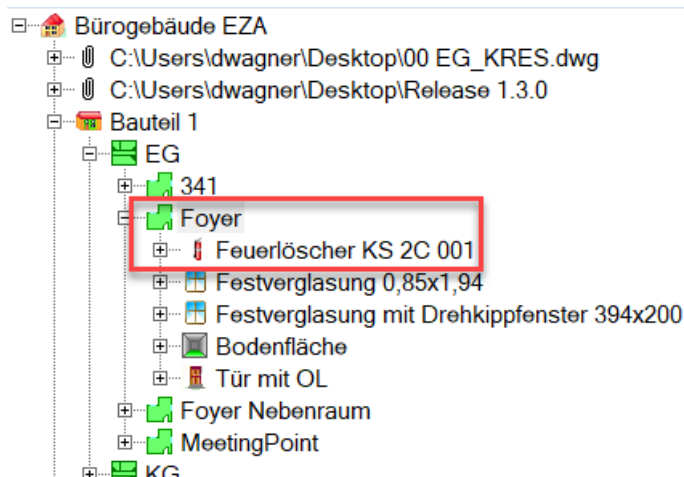 Bürogebäude EZA
C:\Users\dwagner\Desktop\00 EG_KRES.dwg
C:\Users\dwagner\Desktop\Release 1.3.0
Bauteil 1
EG
341
Foyer
Feuerlöscher KS 2C 001
Festverglasung 0,85x1,94
Festverglasung mit Drehkippfenster 394x200
Bodenfläche
Tür mit OL
Foyer Nebenraum
MeetingPoint
KG